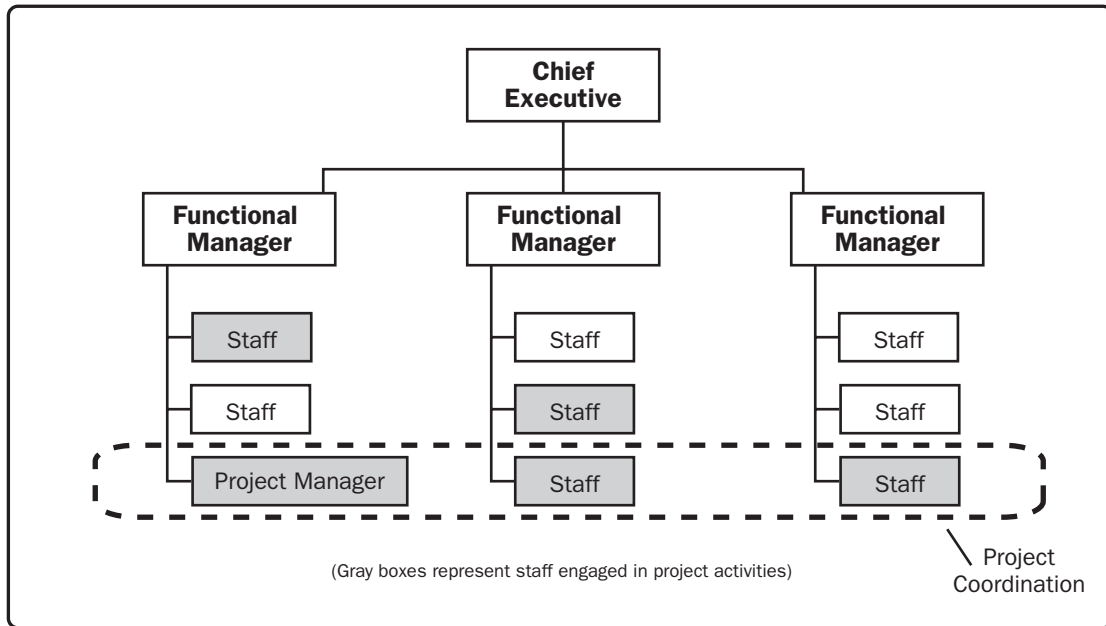 Chief
Executive
Functional
Manager
Functional
Manager
Functional
Manager
Staff
Staff
Staff
Staff
Staff
Staff
Project Manager
Staff
Staff
(Gray boxes represent staff engaged in project activities)
Project
Coordination